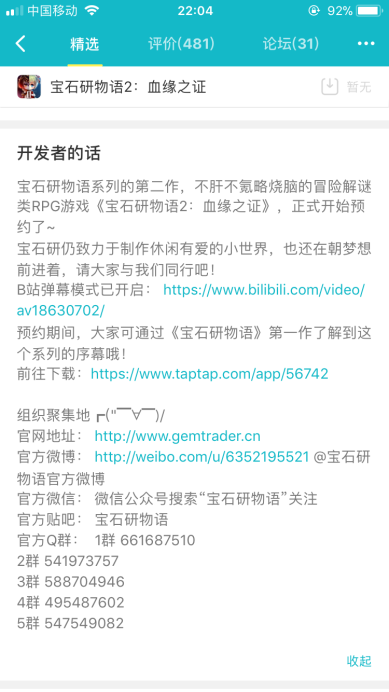 中国移动 22:04 92%
精选 评价(481) 论坛(31)
宝石研物语2：血缘之证 暂无
开发者的话
宝石研物语系列的第二作，不肝不氪略烧脑的冒险解谜
类RPG游戏《宝石研物语2：血缘之证》，正式开始预
约了~
宝石研仍致力于制作休闲有爱的小世界，也还在朝梦想
前进着，请大家与我们同行吧！
B站弹幕模式已开启： https://www.bilibili.com/video/
av18630702/
预约期间，大家可通过《宝石研物语》第一作了解到这
个系列的序幕哦！
前往下载：https://www.taptap.com/app/56742
组织聚集地┏("▔∀▔)/
官网地址： http://www.gemtrader.cn
官方微博： http://weibo.com/u/6352195521 @宝石研
物语官方微博
官方微信： 微信公众号搜索“宝石研物语”关注
官方贴吧： 宝石研物语
官方Q群： 1群 661687510
2群 541973757
3群 588704946
4群 495487602
5群 547549082
收起